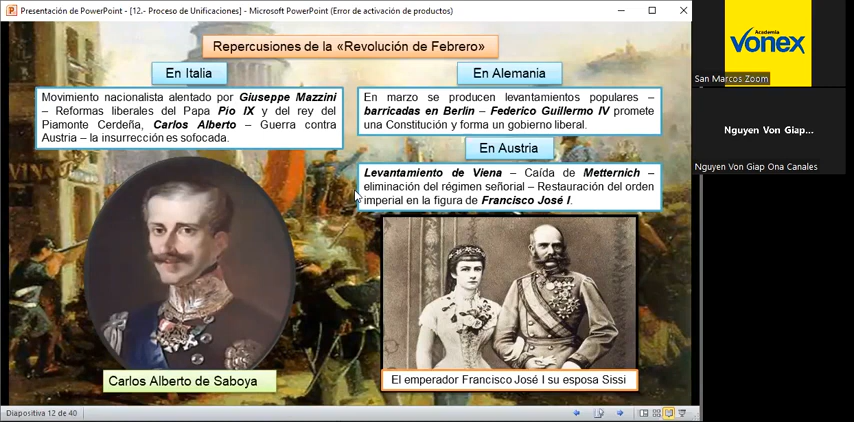 Presentación de PowerPoint - [12.- Proceso de Unificaciones] - Microsoft PowerPoint (Error de activación de productos)
Repercusiones de la «Revolución de Febrero»
En Italia
Movimiento nacionalista alentado por Giuseppe Mazzini
– Reformas liberales del Papa Pio IX y del rey del
Piamonte Cerdeña, Carlos Alberto – Guerra contra
Austria – la insurrección es sofocada.
En Alemania
En marzo se producen levantamientos populares –
barricadas en Berlin – Federico Guillermo IV promete
una Constitución y forma un gobierno liberal.
En Austria
Levantamiento de Viena – Caída de Metternich –
eliminación del régimen señorial – Restauración del orden
imperial en la figura de Francisco José I.
Carlos Alberto de Saboya
El emperador Francisco José I su esposa Sissi
Diapositiva 12 de 40
Academia
VONEX
San Marcos Zoom
Nguyen Von Giap...
Nguyen Von Giap Ona Canales